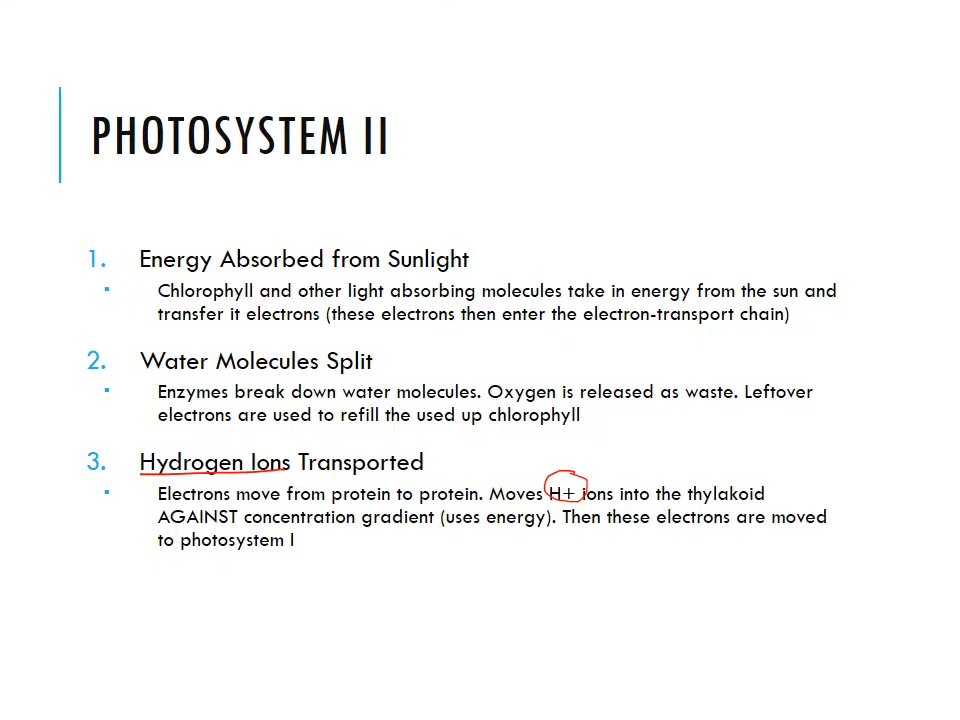 PHOTOSYSTEM II
1. Energy Absorbed from Sunlight
▪ Chlorophyll and other light absorbing molecules take in energy from the sun and
transfer it electrons (these electrons then enter the electron-transport chain)
2. Water Molecules Split
▪ Enzymes break down water molecules. Oxygen is released as waste. Leftover
electrons are used to refill the used up chlorophyll
3. Hydrogen Ions Transported
▪ Electrons move from protein to protein. Moves H+ ions into the thylakoid
AGAINST concentration gradient (uses energy). Then these electrons are moved
to photosystem I